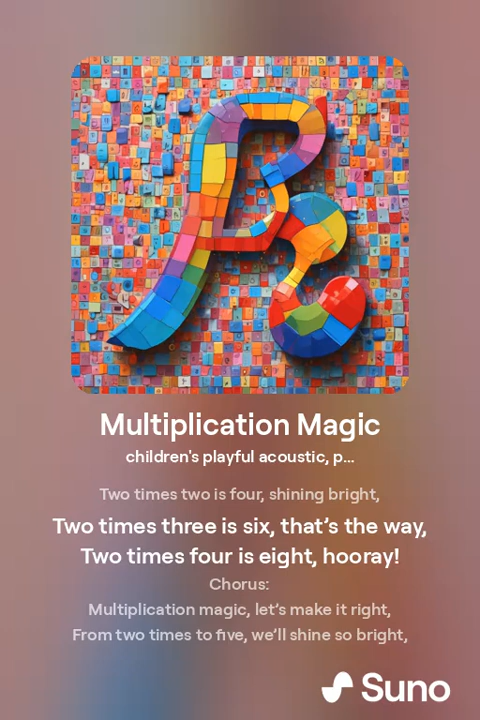 Multiplication Magic
children's playful acoustic, p...
Two times two is four, shining bright,
Two times three is six, that's the way,
Two times four is eight, hooray!
Chorus:
Multiplication magic, let's make it right,
From two times to five, we'll shine so bright,
Suno